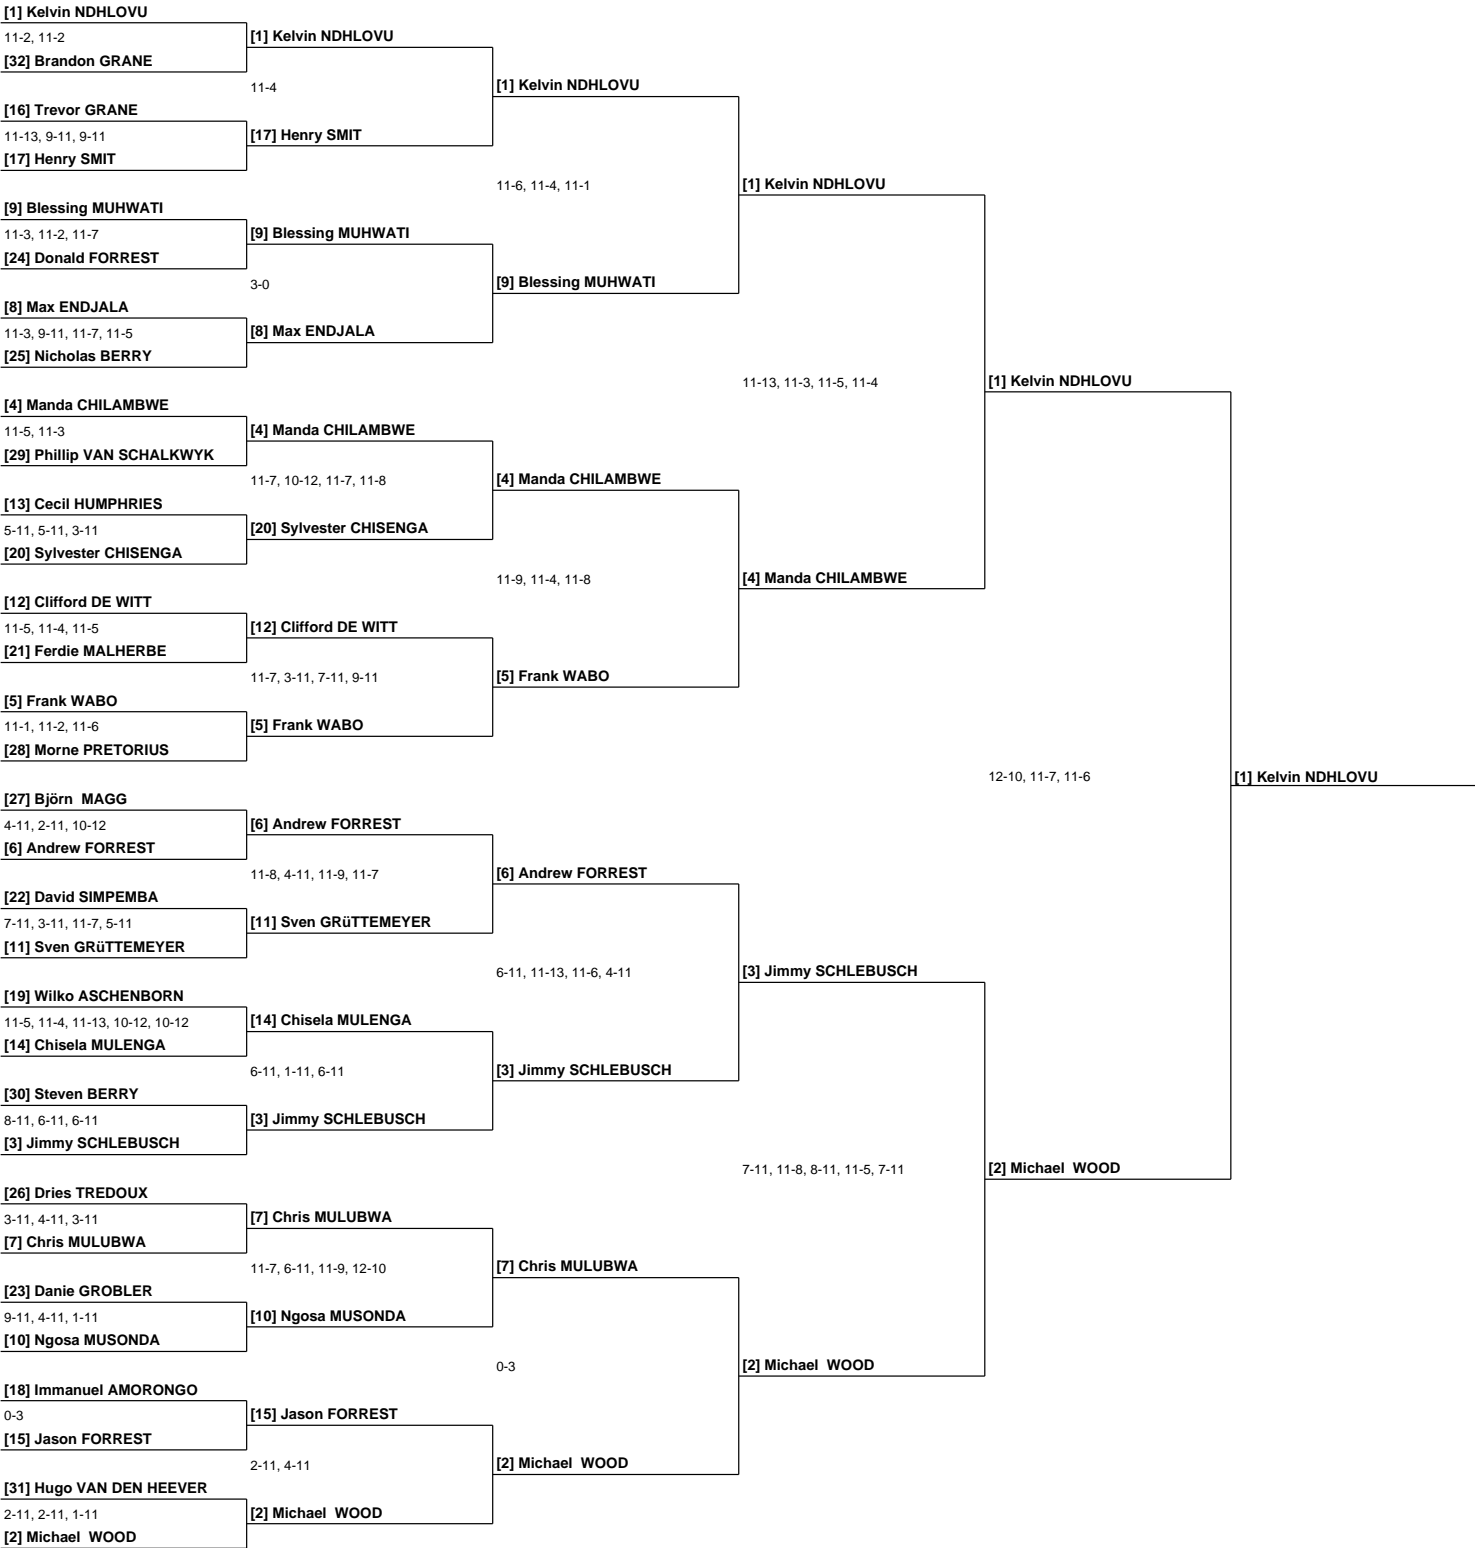 [1] Kelvin NDHLOVU
11-2, 11-2
[32] Brandon GRANE
[16] Trevor GRANE
11-13, 9-11, 9-11
[17] Henry SMIT
[9] Blessing MUHWATI
11-3, 11-2, 11-7
[24] Donald FORREST
[8] Max ENDJALA
11-3, 9-11, 11-7, 11-5
[25] Nicholas BERRY
[4] Manda CHILAMBWE
11-5, 11-3
[29] Phillip VAN SCHALKWYK
[13] Cecil HUMPHRIES
5-11, 5-11, 3-11
[20] Sylvester CHISENGA
[12] Clifford DE WITT
11-5, 11-4, 11-5
[21] Ferdie MALHERBE
[5] Frank WABO
11-1, 11-2, 11-6
[28] Morne PRETORIUS
[27] Björn  MAGG
4-11, 2-11, 10-12
[6] Andrew FORREST
[22] David SIMPEMBA
7-11, 3-11, 11-7, 5-11
[11] Sven GRüTTEMEYER
[19] Wilko ASCHENBORN
11-5, 11-4, 11-13, 10-12, 10-12
[14] Chisela MULENGA
[30] Steven BERRY
8-11, 6-11, 6-11
[3] Jimmy SCHLEBUSCH
[26] Dries TREDOUX
3-11, 4-11, 3-11
[7] Chris MULUBWA
[23] Danie GROBLER
9-11, 4-11, 1-11
[10] Ngosa MUSONDA
[18] Immanuel AMORONGO
0-3
[15] Jason FORREST
[31] Hugo VAN DEN HEEVER
2-11, 2-11, 1-11
[2] Michael  WOOD
[1] Kelvin NDHLOVU
11-4
[17] Henry SMIT
[9] Blessing MUHWATI
3-0
[8] Max ENDJALA
[4] Manda CHILAMBWE
11-7, 10-12, 11-7, 11-8
[20] Sylvester CHISENGA
[12] Clifford DE WITT
11-7, 3-11, 7-11, 9-11
[5] Frank WABO
[6] Andrew FORREST
11-8, 4-11, 11-9, 11-7
[11] Sven GRüTTEMEYER
[14] Chisela MULENGA
6-11, 1-11, 6-11
[3] Jimmy SCHLEBUSCH
[7] Chris MULUBWA
11-7, 6-11, 11-9, 12-10
[10] Ngosa MUSONDA
[15] Jason FORREST
2-11, 4-11
[2] Michael  WOOD
[1] Kelvin NDHLOVU
11-6, 11-4, 11-1
[9] Blessing MUHWATI
[4] Manda CHILAMBWE
11-9, 11-4, 11-8
[5] Frank WABO
[6] Andrew FORREST
6-11, 11-13, 11-6, 4-11
[3] Jimmy SCHLEBUSCH
[7] Chris MULUBWA
0-3
[2] Michael  WOOD
[1] Kelvin NDHLOVU
11-13, 11-3, 11-5, 11-4
[4] Manda CHILAMBWE
[3] Jimmy SCHLEBUSCH
7-11, 11-8, 8-11, 11-5, 7-11
[2] Michael  WOOD
[1] Kelvin NDHLOVU
12-10, 11-7, 11-6
[2] Michael  WOOD
[1] Kelvin NDHLOVU